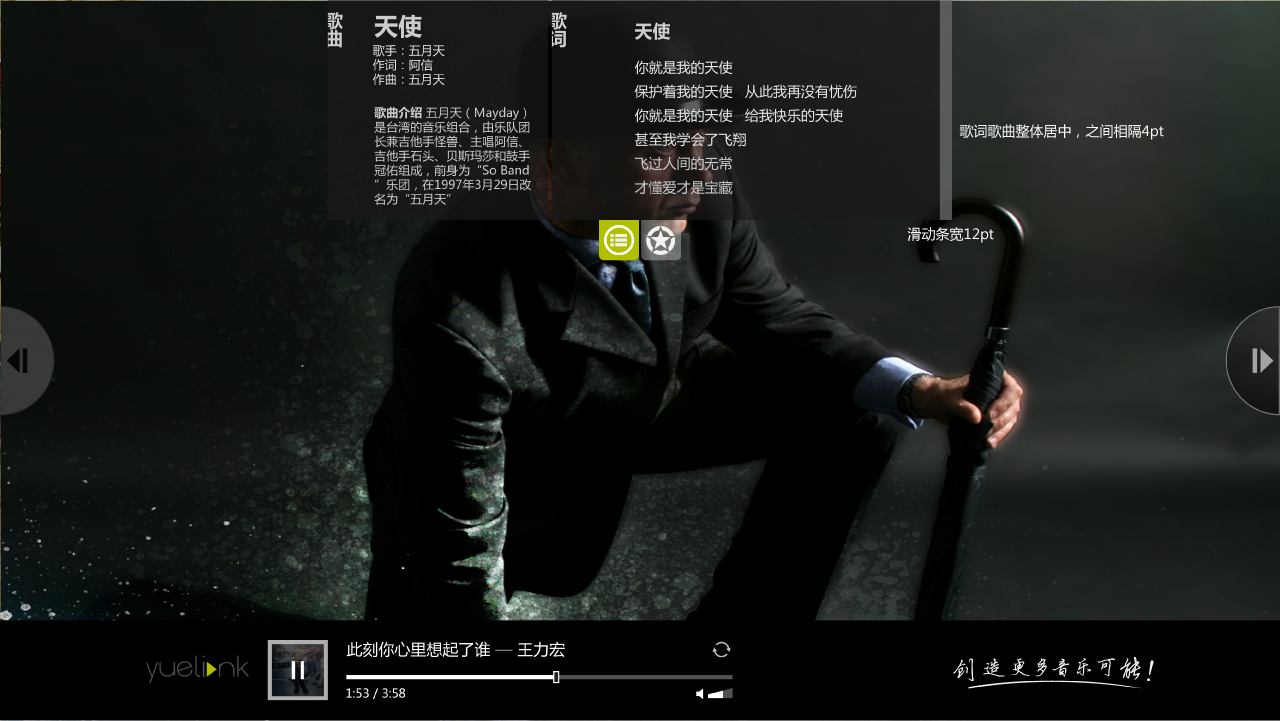 歌曲
天使
歌手：五月天
作词：阿信
作曲：五月天
歌曲介绍 五月天（Mayday）
是台湾的音乐组合，由乐队团
长兼吉他手怪兽、主唱阿信、
吉他手石头、贝斯玛莎和鼓手
冠佑组成，前身为“So Band
”乐团，在1997年3月29日改
名为“五月天”
歌词
天使
你就是我的天使
保护着我的天使 从此我再没有忧伤
你就是我的天使 给我快乐的天使
甚至我学会了飞翔
飞过人间的无常
才懂爱才是宝藏
歌词歌曲整体居中，之间相隔4pt
滑动条宽12pt
yuelink
此刻你心里想起了谁 — 王力宏
1:53 / 3:58
创造更多音乐可能！